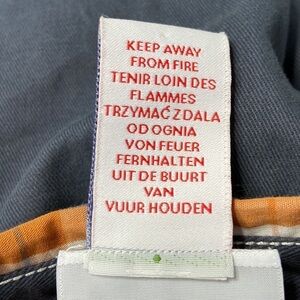 KEEP AWAY
FROM FIRE
TENIR LOIN DES
FLAMMES
TRZYMAĆ ZDALA
OD OGNIA
VON FEUER
FERNHALTEN
UIT DE BUURT
VAN
VUUR HOUDEN